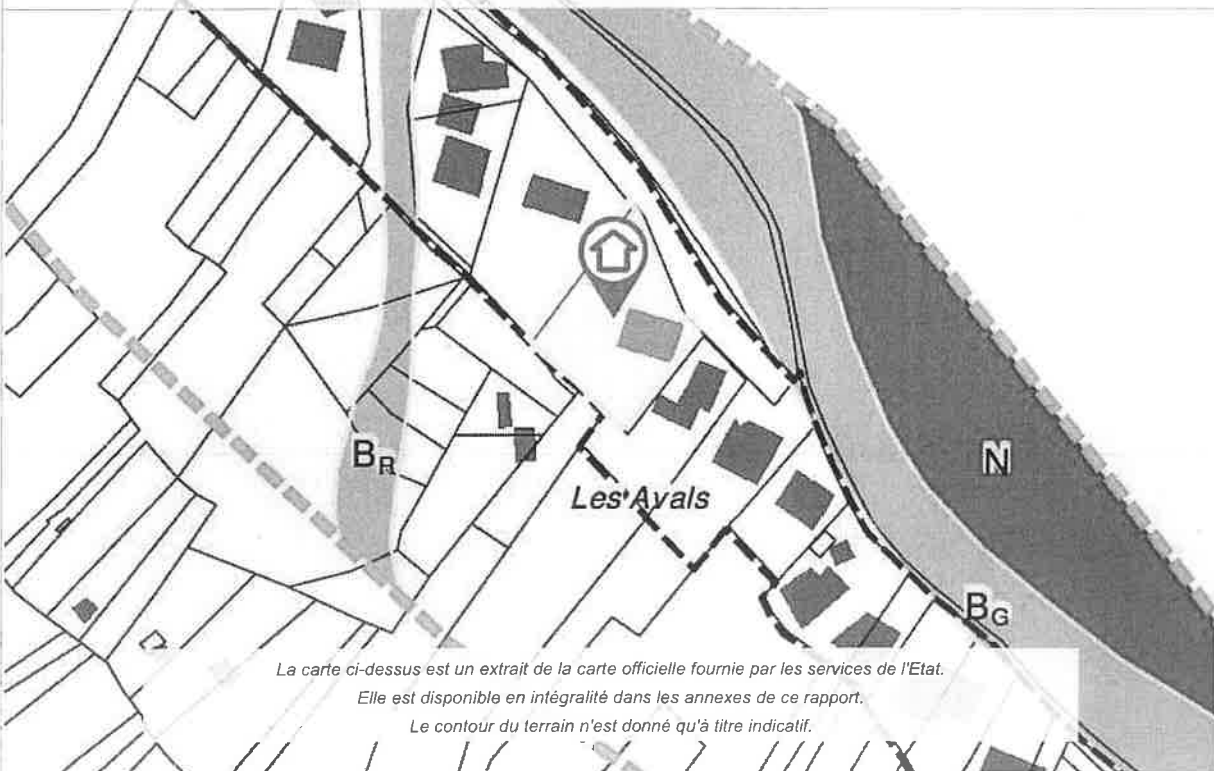 N
B_R
Les Avals
B_G
La carte ci-dessus est un extrait de la carte officielle fournie par les services de l'Etat.
Elle est disponible en intégralité dans les annexes de ce rapport.
Le contour du terrain n'est donné qu'à titre indicatif.